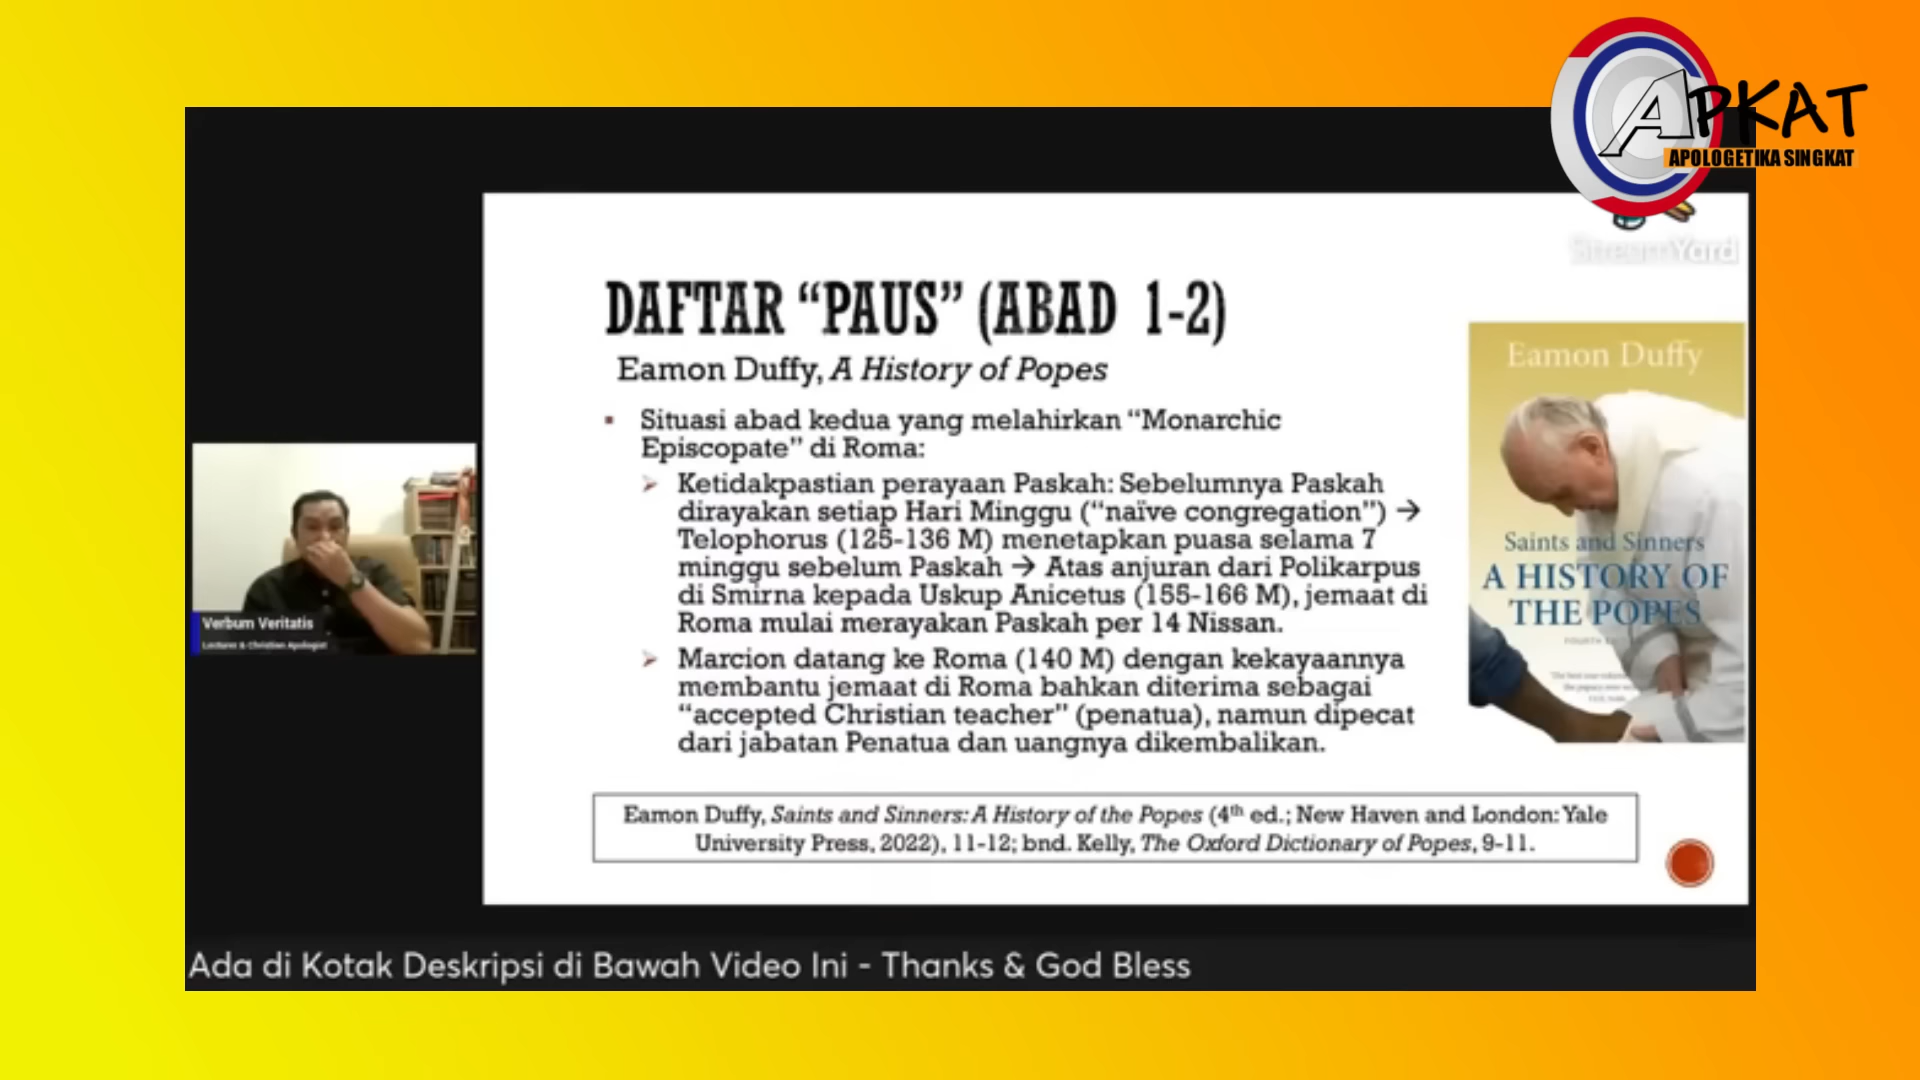 APKAT
APOLOGETIKA SINGKAT
StreamYard
DAFTAR “PAUS” (ABAD 1-2)
Eamon Duffy, A History of Popes
Situasi abad kedua yang melahirkan “Monarchic
Episcopate” di Roma:
Ketidakpastian perayaan Paskah: Sebelumnya Paskah
dirayakan setiap Hari Minggu (“naïve congregation”) →
Telophorus (125-136 M) menetapkan puasa selama 7
minggu sebelum Paskah → Atas anjuran dari Polikarpus
di Smirna kepada Uskup Anicetus (155-166 M), jemaat di
Roma mulai merayakan Paskah per 14 Nissan.
Marcion datang ke Roma (140 M) dengan kekayaannya
membantu jemaat di Roma bahkan diterima sebagai
“accepted Christian teacher” (penatua), namun dipecat
dari jabatan Penatua dan uangnya dikembalikan.
Eamon Duffy
Saints and Sinners
A HISTORY OF
THE POPES
Verbum Veritatis
Lecturer & Christian Apologist
Eamon Duffy, Saints and Sinners: A History of the Popes (4th ed.; New Haven and London: Yale
University Press, 2022), 11-12; bnd. Kelly, The Oxford Dictionary of Popes, 9-11.
Ada di Kotak Deskripsi di Bawah Video Ini - Thanks & God Bless